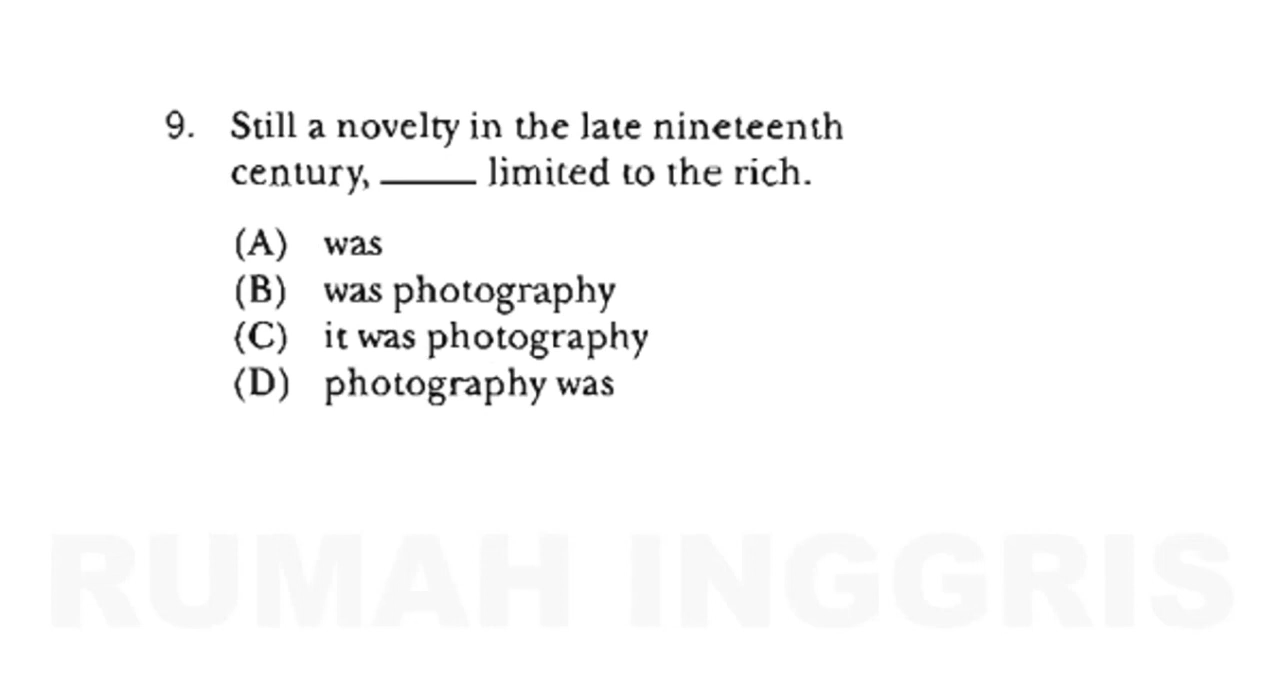 9. Still a novelty in the late nineteenth
century, _____ limited to the rich.
(A) was
(B) was photography
(C) it was photography
(D) photography was
RUMAH INGGRIS